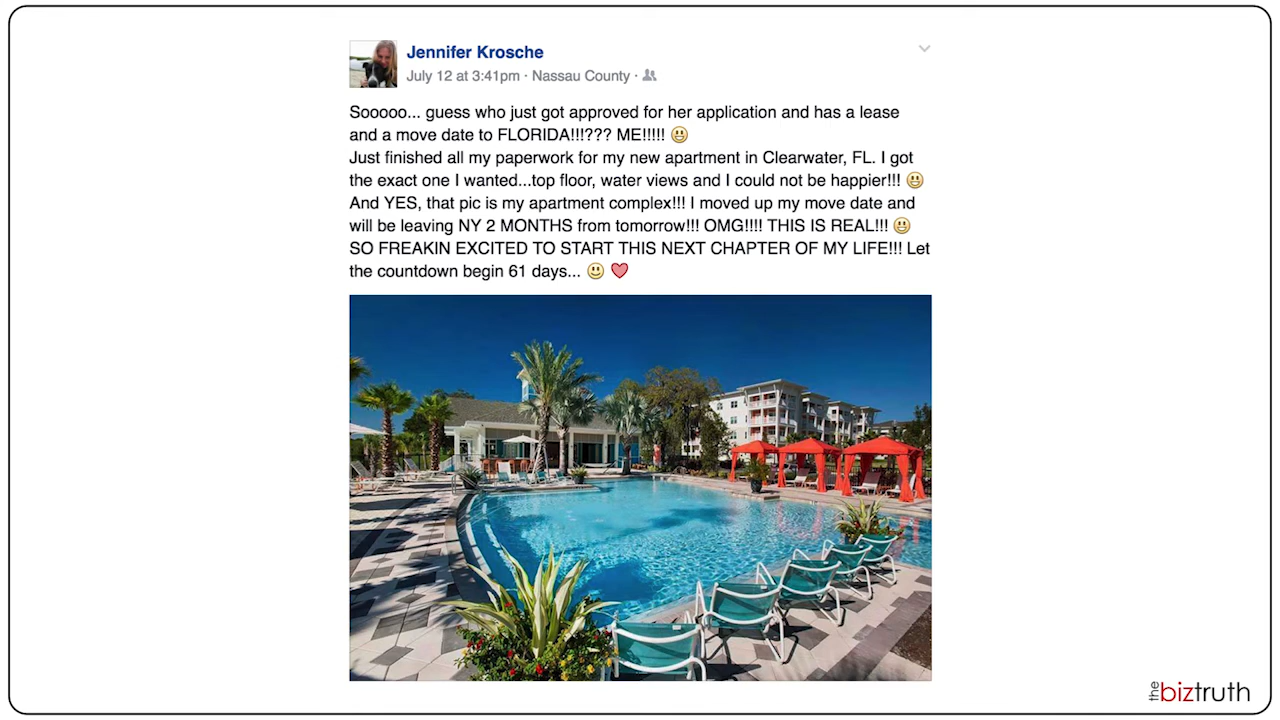 Jennifer Krosche
July 12 at 3:41pm · Nassau County ·
Sooooo... guess who just got approved for her application and has a lease
and a move date to FLORIDA!!!??? ME!!!!! 😃
Just finished all my paperwork for my new apartment in Clearwater, FL. I got
the exact one I wanted...top floor, water views and I could not be happier!!! 😃
And YES, that pic is my apartment complex!!! I moved up my move date and
will be leaving NY 2 MONTHS from tomorrow!!! OMG!!!! THIS IS REAL!!! 😃
SO FREAKIN EXCITED TO START THIS NEXT CHAPTER OF MY LIFE!!! Let
the countdown begin 61 days... 🙂 ❤️
the biztruth